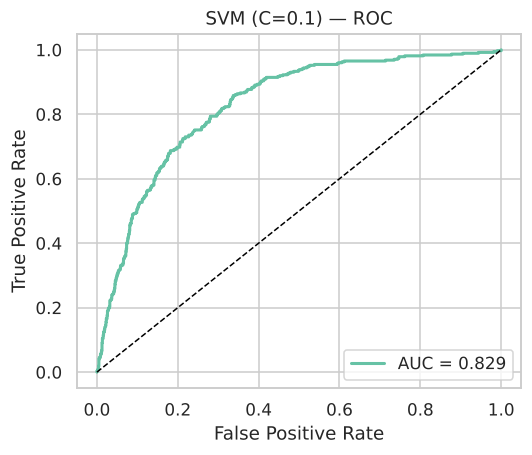 SVM (C=0.1) — ROC
True Positive Rate
1.0
0.8
0.6
0.4
0.2
0.0
AUC = 0.829
0.0 0.2 0.4 0.6 0.8 1.0
False Positive Rate